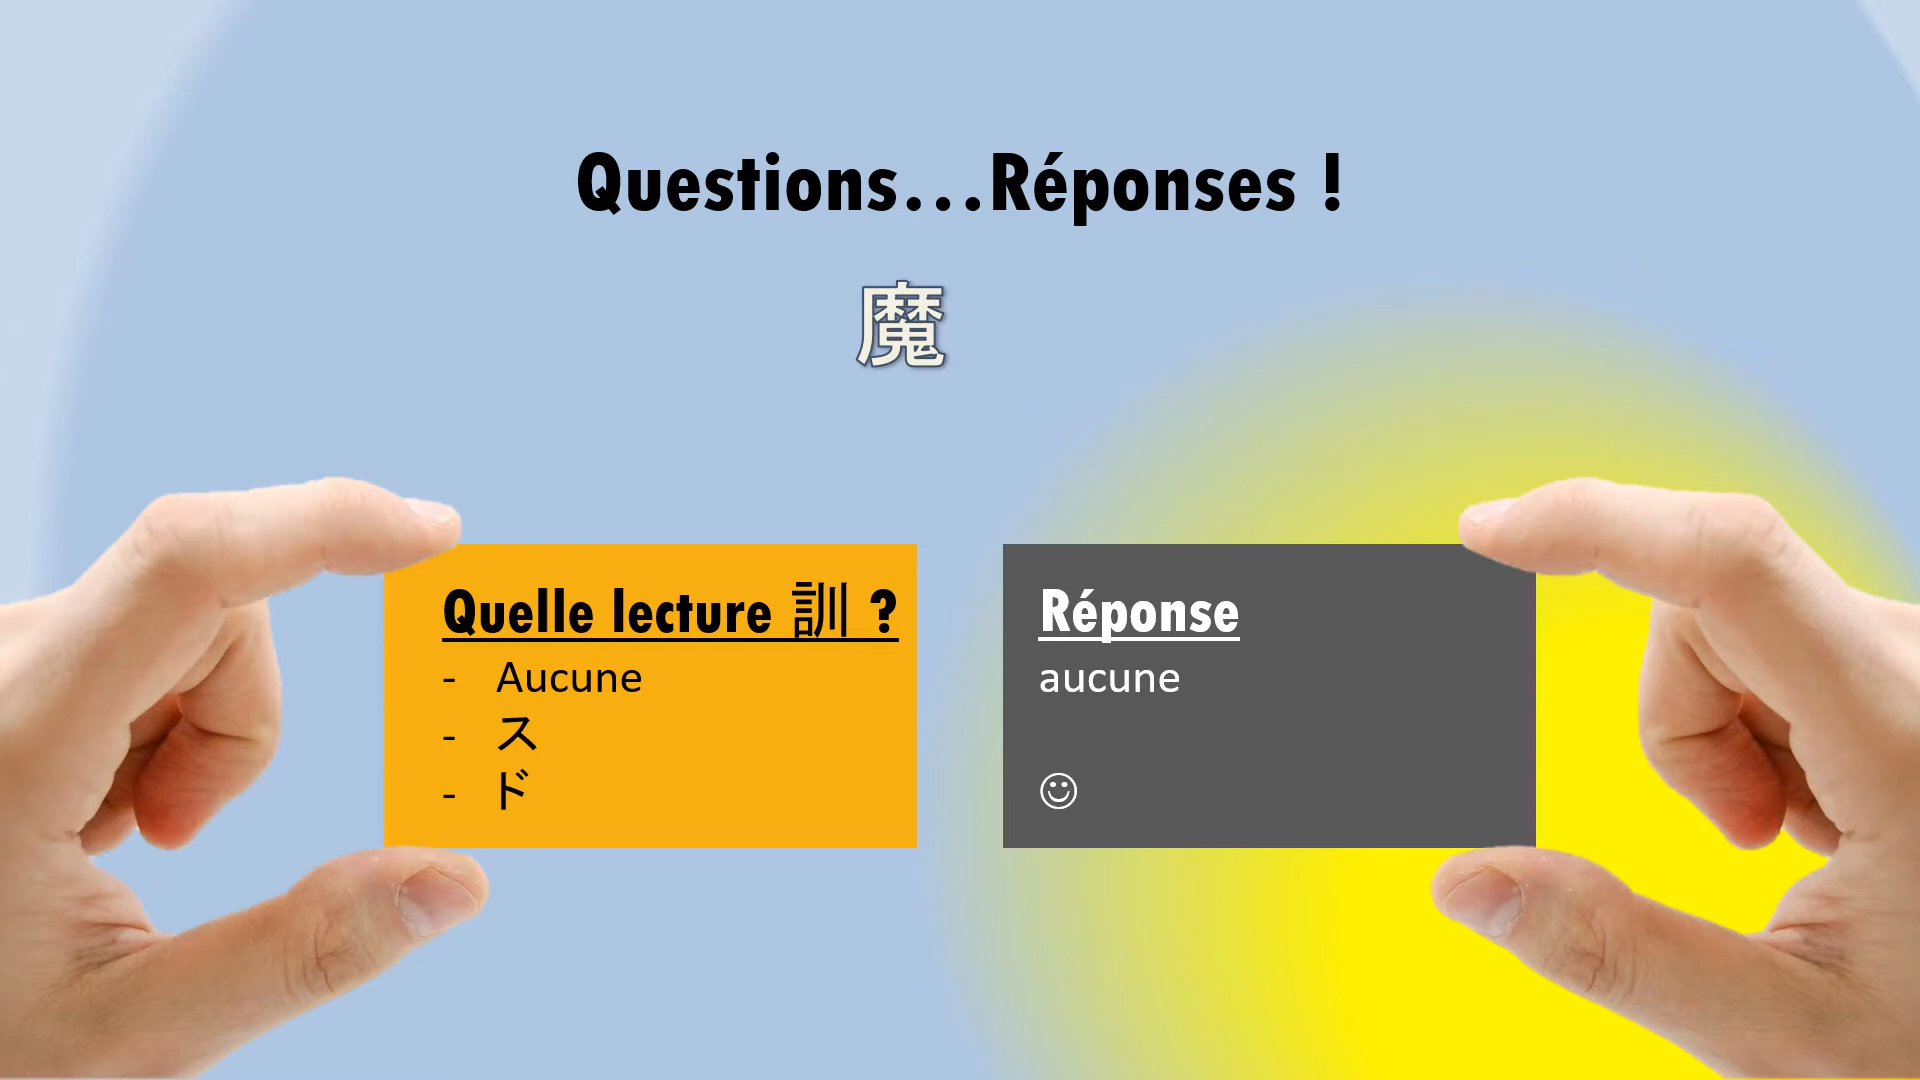 Questions…Réponses !
魔
Quelle lecture 訓 ?
- Aucune
- ス
- ド
Réponse
aucune
☺